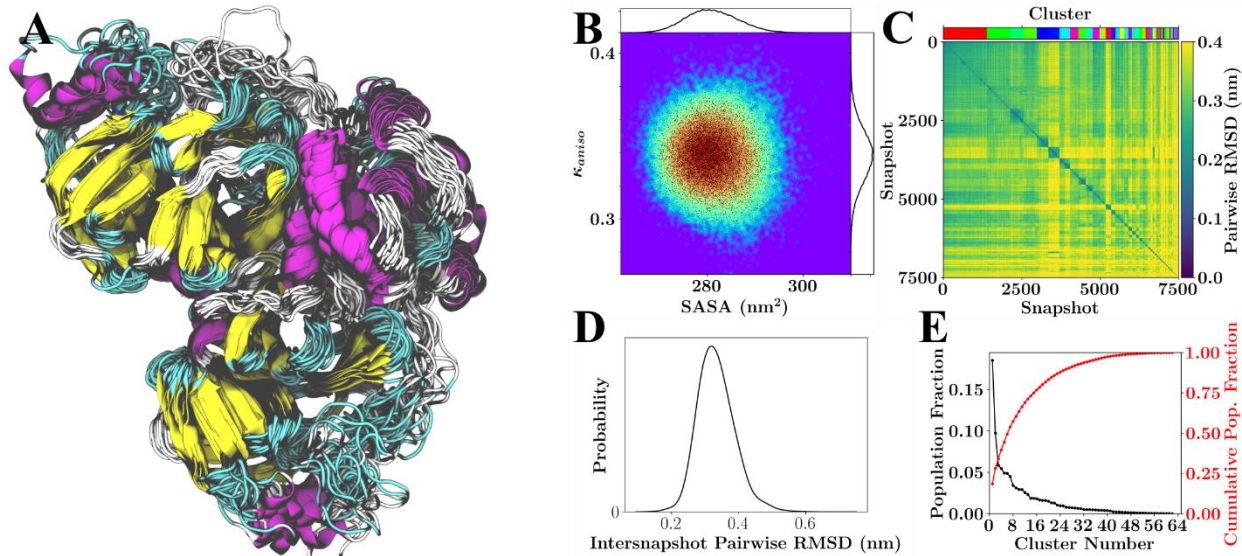 A
B
0.4
0.3
κaniso
280
300
SASA (nm²)
C
Cluster
0
2500
5000
7500
Snapshot
0
2500
5000
7500
Snapshot
0.4
0.3
0.2
0.1
0.0
Pairwise RMSD (nm)
D
Probability
0
0.2
0.4
0.6
Intersnapshot Pairwise RMSD (nm)
E
Population Fraction
0.15
0.10
0.05
0.00
0
8
16
24
32
40
48
56
64
Cluster Number
1.00
0.75
0.50
0.25
0.00
Cumulative Pop. Fraction